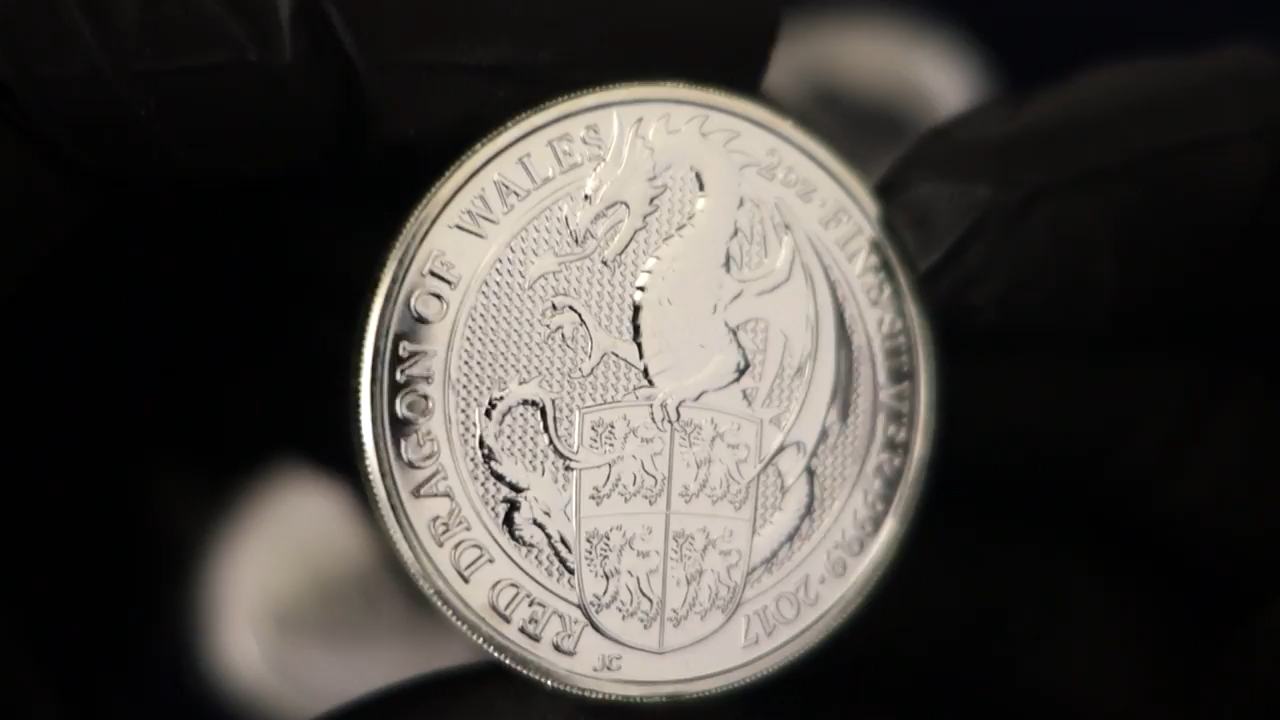 RED DRAGON OF WALES
2oz · FINE SILVER · 999.9 · 2017
JC